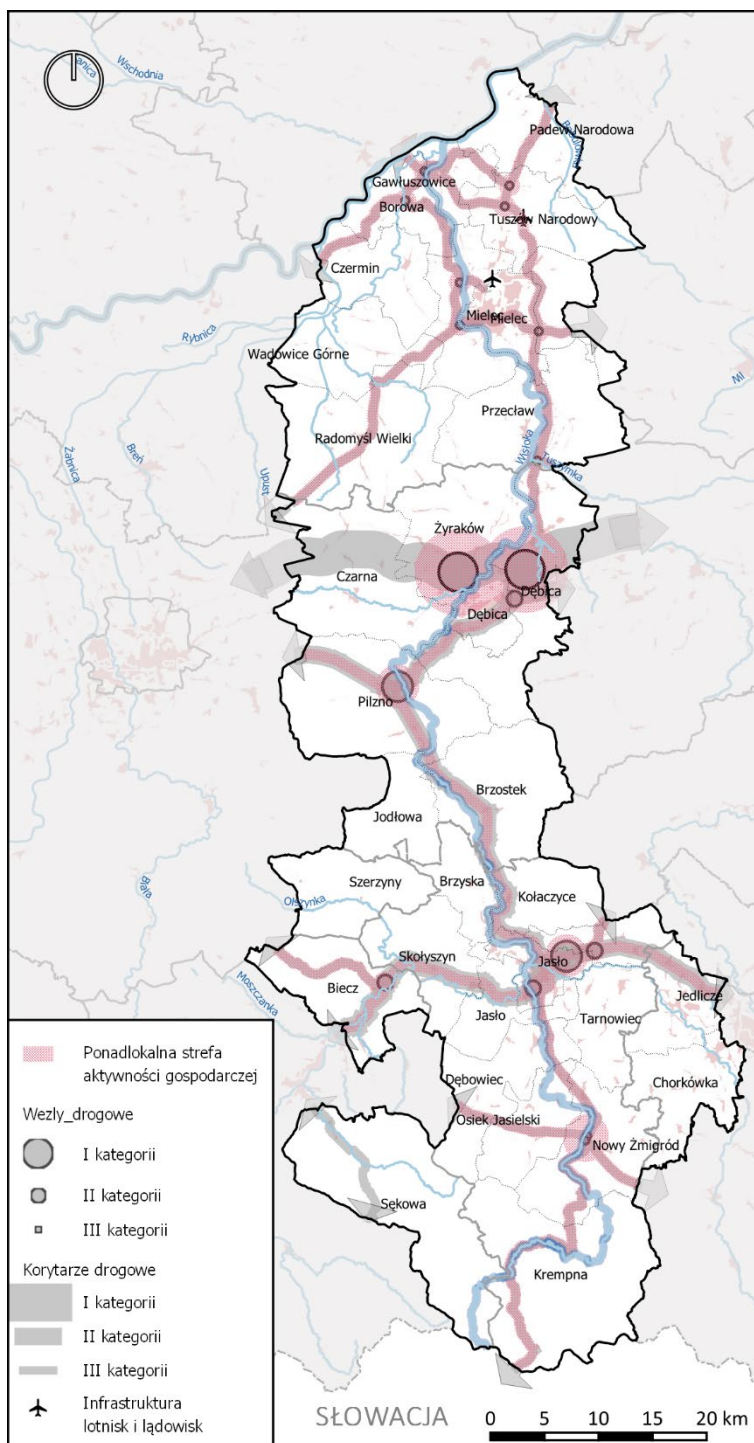 Wschodnia
Padew Narodowa
Gawłuszowice
Borowa
Tuszów Narodowy
Czermin
Rybnica
Mielec
Mielec
Wadowice Górne
Przecław
Radomyśl Wielki
Wisłoka
Tuszymka
Żabnica
Breń
Upust
Żyraków
Czarna
Dębica
Dębica
Pilzno
Brzostek
Jodłowa
Szerzyny
Brzyska
Kołaczyce
Biała
Olszynka
Skołyszyn
Jasło
Biecz
Moszczanka
Jedlicze
Jasło
Tarnowiec
Chorkówka
Dębowiec
Osiek Jasielski
Nowy Żmigród
Sękowa
Krempna
Ponadlokalna strefa
aktywności gospodarczej
Wezly_drogowe
I kategorii
II kategorii
III kategorii
Korytarze drogowe
I kategorii
II kategorii
III kategorii
Infrastruktura
lotnisk i lądowisk
SŁOWACJA
0 5 10 15 20 km